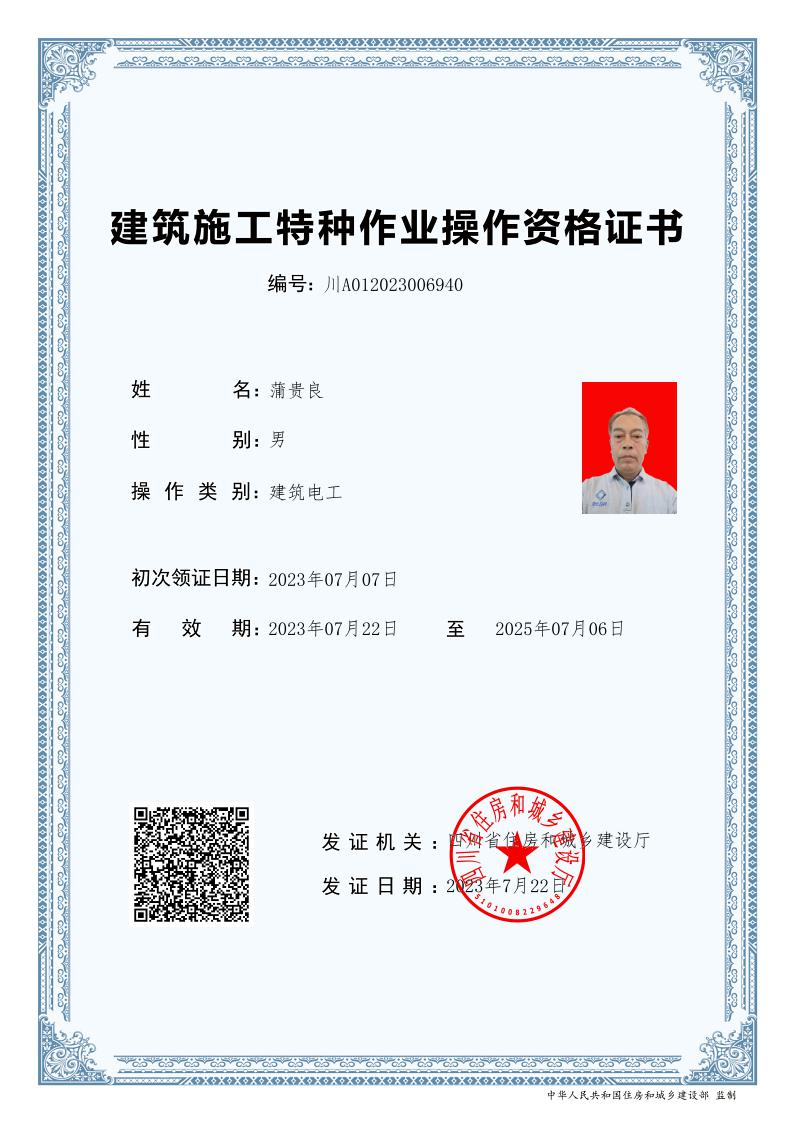 建筑施工特种作业操作资格证书
编号：川A012023006940
姓名：蒲贵良
性别：男
操作类别：建筑电工
初次领证日期：2023年07月07日
有效期：2023年07月22日 至 2025年07月06日
发证机关：四川省住房和城乡建设厅
发证日期：2023年7月22日
四川省住房和城乡建设厅
5101008229648
中华人民共和国住房和城乡建设部 监制